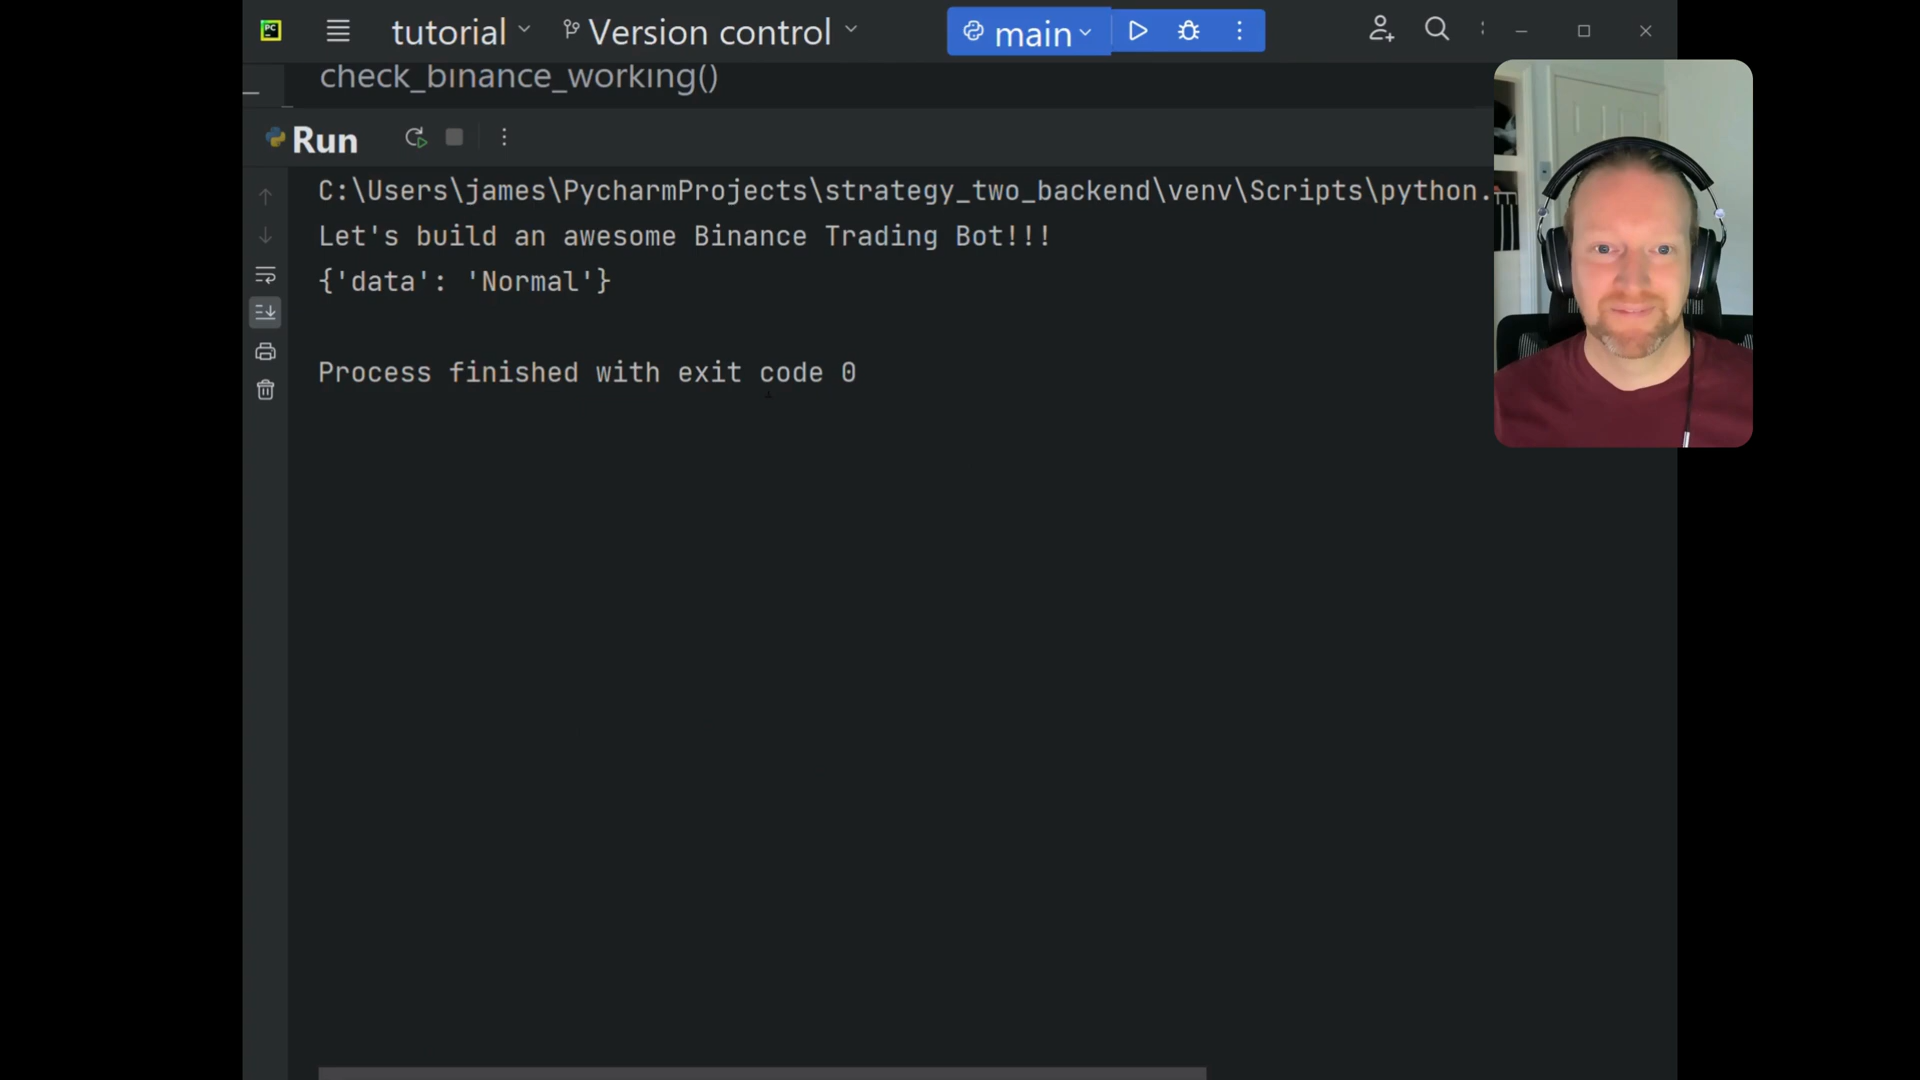 PC
tutorial
Version control
main
check_binance_working()
Run
C:\Users\james\PycharmProjects\strategy_two_backend\venv\Scripts\python.
Let's build an awesome Binance Trading Bot!!!
{'data': 'Normal'}
Process finished with exit code 0